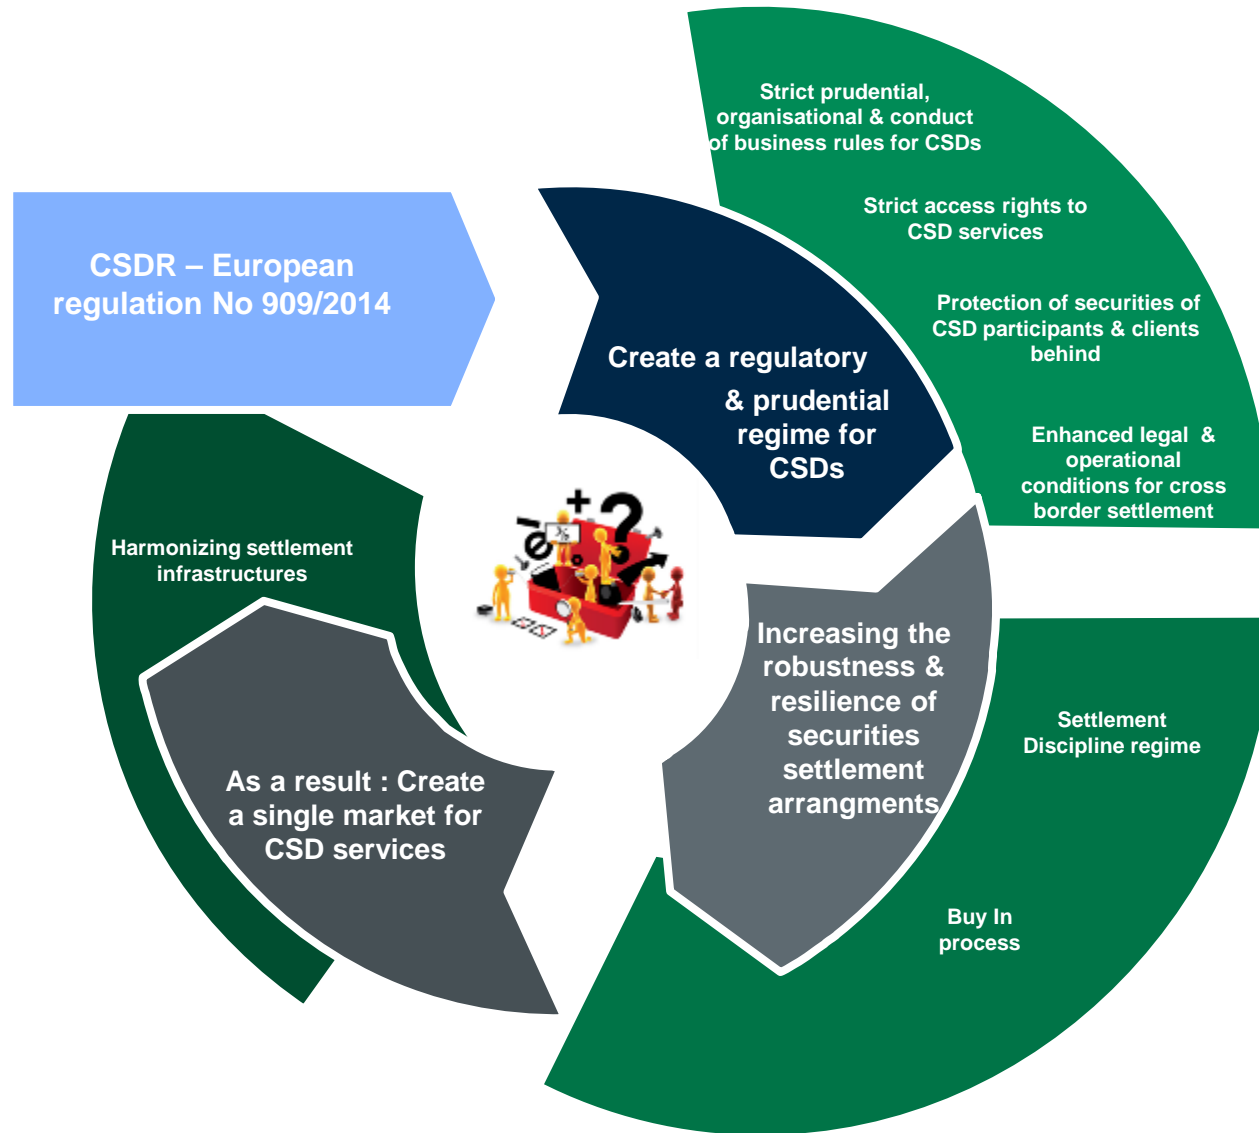 CSDR – European
regulation No 909/2014
Create a regulatory
& prudential
regime for
CSDs
Strict prudential,
organisational & conduct
of business rules for CSDs
Strict access rights to
CSD services
Protection of securities of
CSD participants & clients
behind
Enhanced legal &
operational
conditions for cross
border settlement
Increasing the
robustness &
resilience of
securities
settlement
arrangments
Settlement
Discipline regime
Buy In
process
As a result : Create
a single market for
CSD services
Harmonizing settlement
infrastructures